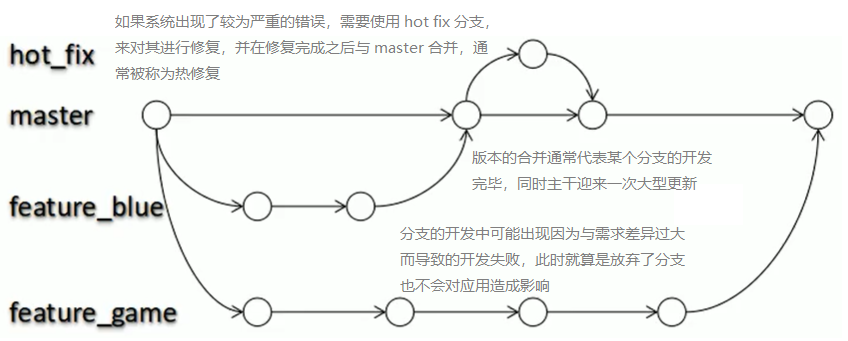 如果系统出现了较为严重的错误，需要使用 hot fix 分支，
来对其进行修复，并在修复完成之后与 master 合并，通
常被称为热修复
hot_fix
master
版本的合并通常代表某个分支的开发
完毕，同时主干迎来一次大型更新
feature_blue
分支的开发中可能出现因为与需求差异过大
而导致的开发失败，此时就算是放弃了分支
也不会对应用造成影响
feature_game